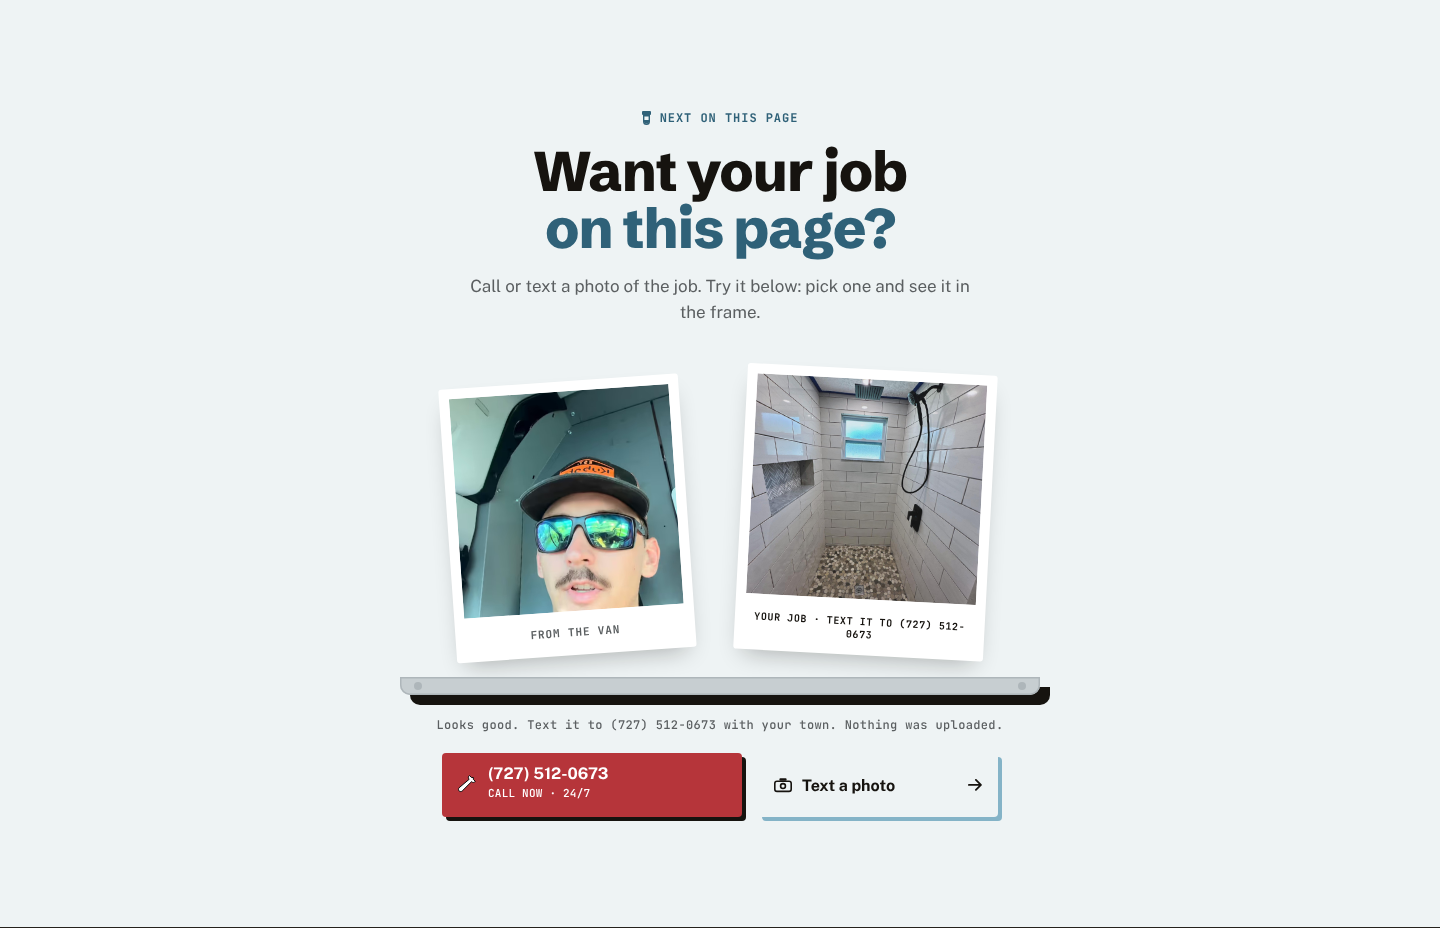 NEXT ON THIS PAGE
Want your job
on this page?
Call or text a photo of the job. Try it below: pick one and see it in
the frame.
FROM THE VAN
YOUR JOB · TEXT IT TO (727) 512-
0673
Looks good. Text it to (727) 512-0673 with your town. Nothing was uploaded.
(727) 512-0673
CALL NOW · 24/7
Text a photo